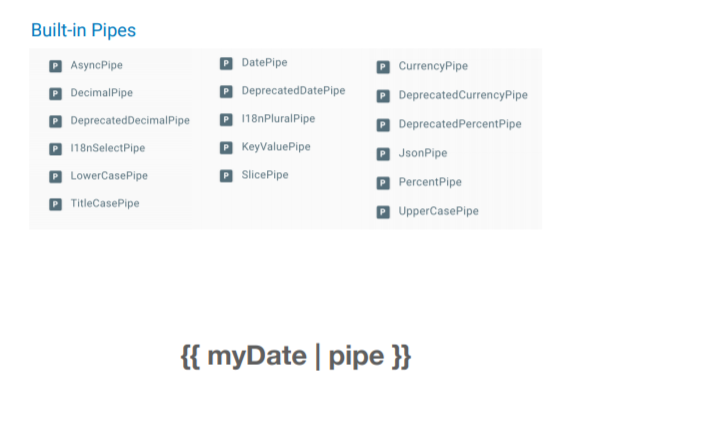 Built-in Pipes
P AsyncPipe
P DecimalPipe
P DeprecatedDecimalPipe
P I18nSelectPipe
P LowerCasePipe
P TitleCasePipe
P DatePipe
P DeprecatedDatePipe
P I18nPluralPipe
P KeyValuePipe
P SlicePipe
P CurrencyPipe
P DeprecatedCurrencyPipe
P DeprecatedPercentPipe
P JsonPipe
P PercentPipe
P UpperCasePipe
{{ myDate | pipe }}